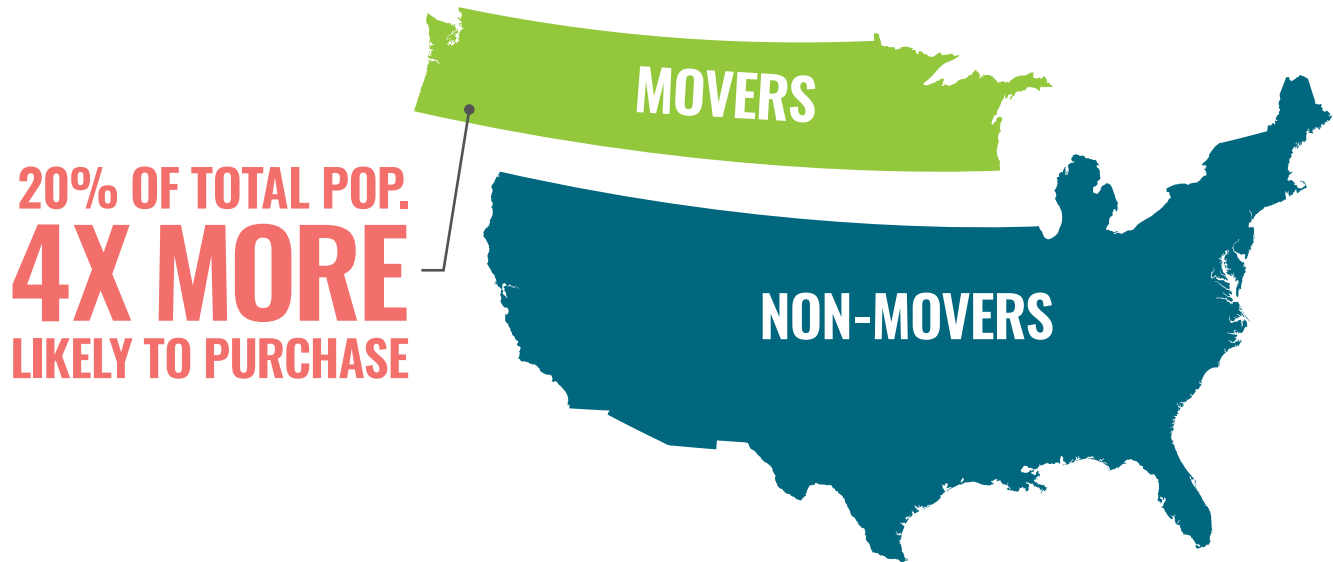 MOVERS
20% OF TOTAL POP.
4X MORE
LIKELY TO PURCHASE
NON-MOVERS